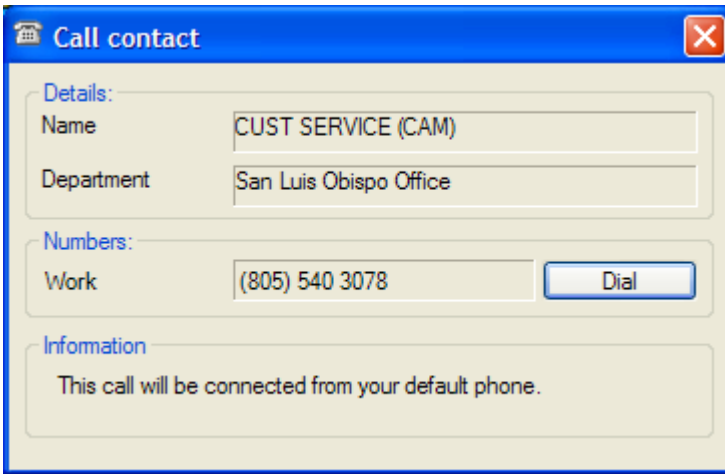 Call contact
Details:
Name CUST SERVICE (CAM)
Department San Luis Obispo Office
Numbers:
Work (805) 540 3078 Dial
Information
This call will be connected from your default phone.